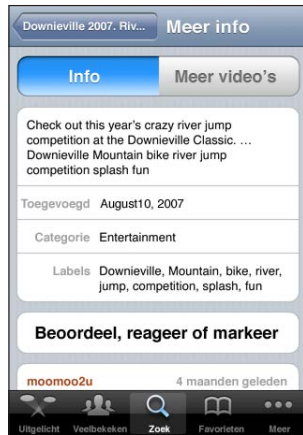 Downieville 2007. Riv...
Meer info
Info
Meer video's
Check out this year's crazy river jump
competition at the Downieville Classic. ...
Downieville Mountain bike river jump
competition splash fun
Toegevoegd August10, 2007
Categorie Entertainment
Labels Downieville, Mountain, bike, river,
jump, competition, splash, fun
Beoordeel, reageer of markeer
moomoo2u 4 maanden geleden
Uitgelicht Veelbekeken Zoek Favorieten Meer